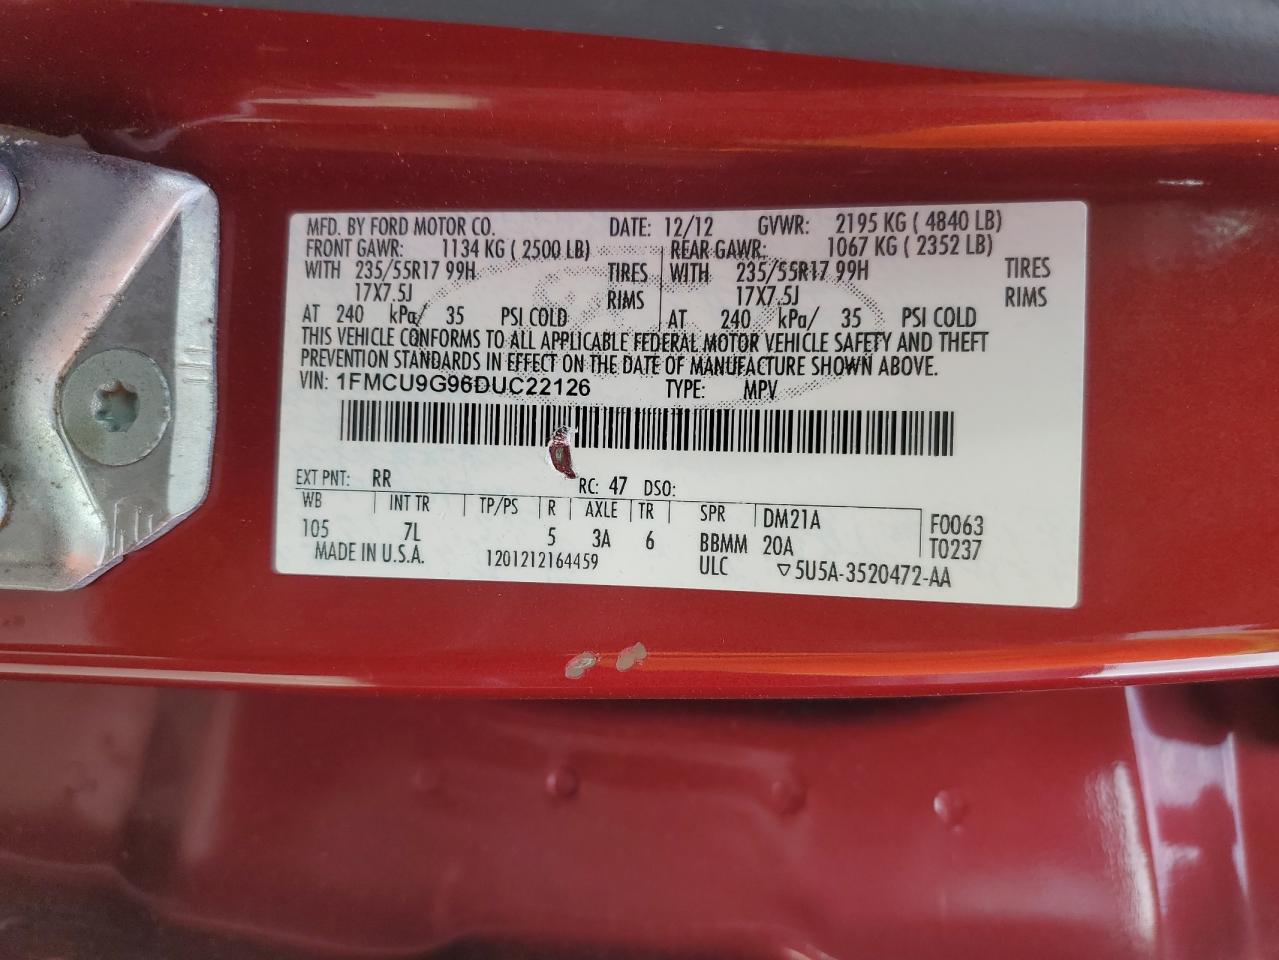 MFD. BY FORD MOTOR CO. DATE: 12/12 GVWR: 2195 KG ( 4840 LB)
FRONT GAWR: 1134 KG ( 2500 LB) REAR GAWR: 1067 KG ( 2352 LB)
WITH 235/55R17 99H TIRES WITH 235/55R17 99H TIRES
17X7.5J RIMS 17X7.5J RIMS
AT 240 kPa/ 35 PSI COLD AT 240 kPa/ 35 PSI COLD
THIS VEHICLE CONFORMS TO ALL APPLICABLE FEDERAL MOTOR VEHICLE SAFETY AND THEFT
PREVENTION STANDARDS IN EFFECT ON THE DATE OF MANUFACTURE SHOWN ABOVE.
VIN: 1FMCU9G96DUC22126 TYPE: MPV
EXT PNT: RR RC: 47 DSO:
WB INT TR TP/PS R AXLE TR SPR DM21A F0063
105 7L 5 3A 6 BBMM 20A T0237
MADE IN U.S.A. 1201212164459 ULC ▽5U5A-3520472-AA